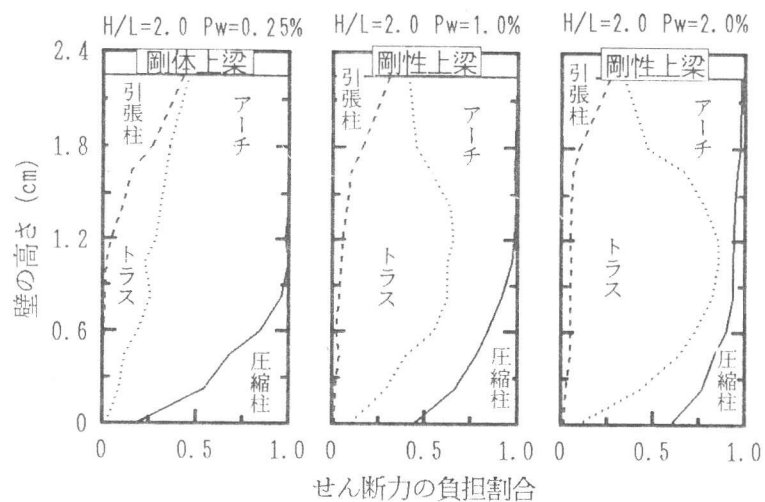 H/L=2.0 Pw=0.25%
H/L=2.0 Pw=1.0%
H/L=2.0 Pw=2.0%
剛体上梁
剛性上梁
剛性上梁
引張柱
アーチ
トラス
圧縮柱
引張柱
アーチ
トラス
圧縮柱
引張柱
アーチ
トラス
圧縮柱
2.4
1.8
1.2
0.6
0
壁の高さ (cm)
0
0.5
1.0
0
0.5
1.0
0
0.5
1.0
せん断力の負担割合